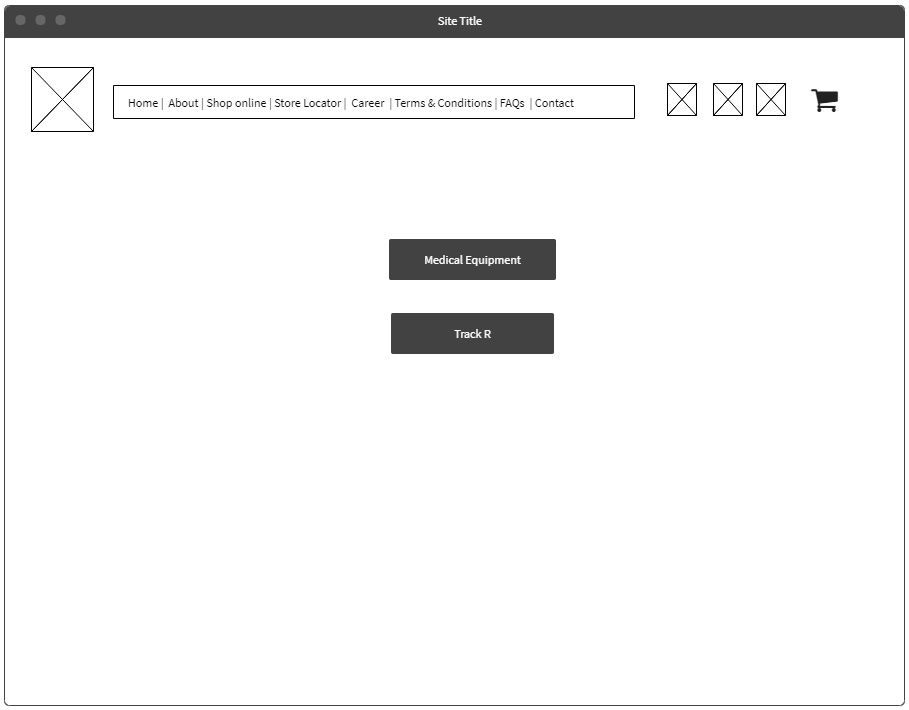 Site Title
Home | About | Shop online | Store Locator | Career | Terms & Conditions | FAQs | Contact
Medical Equipment
Track R